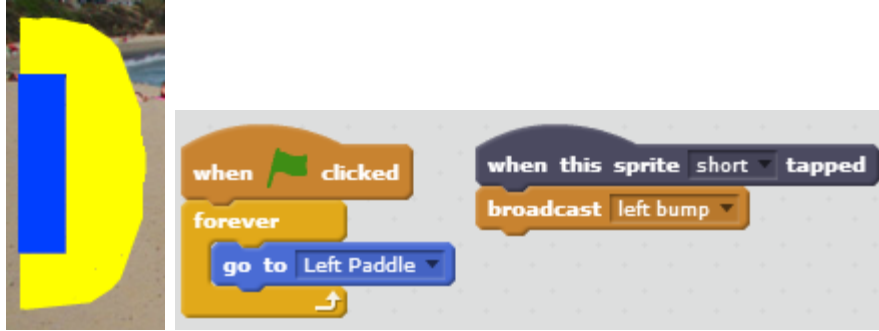 when clicked
forever
go to Left Paddle
when this sprite short tapped
broadcast left bump